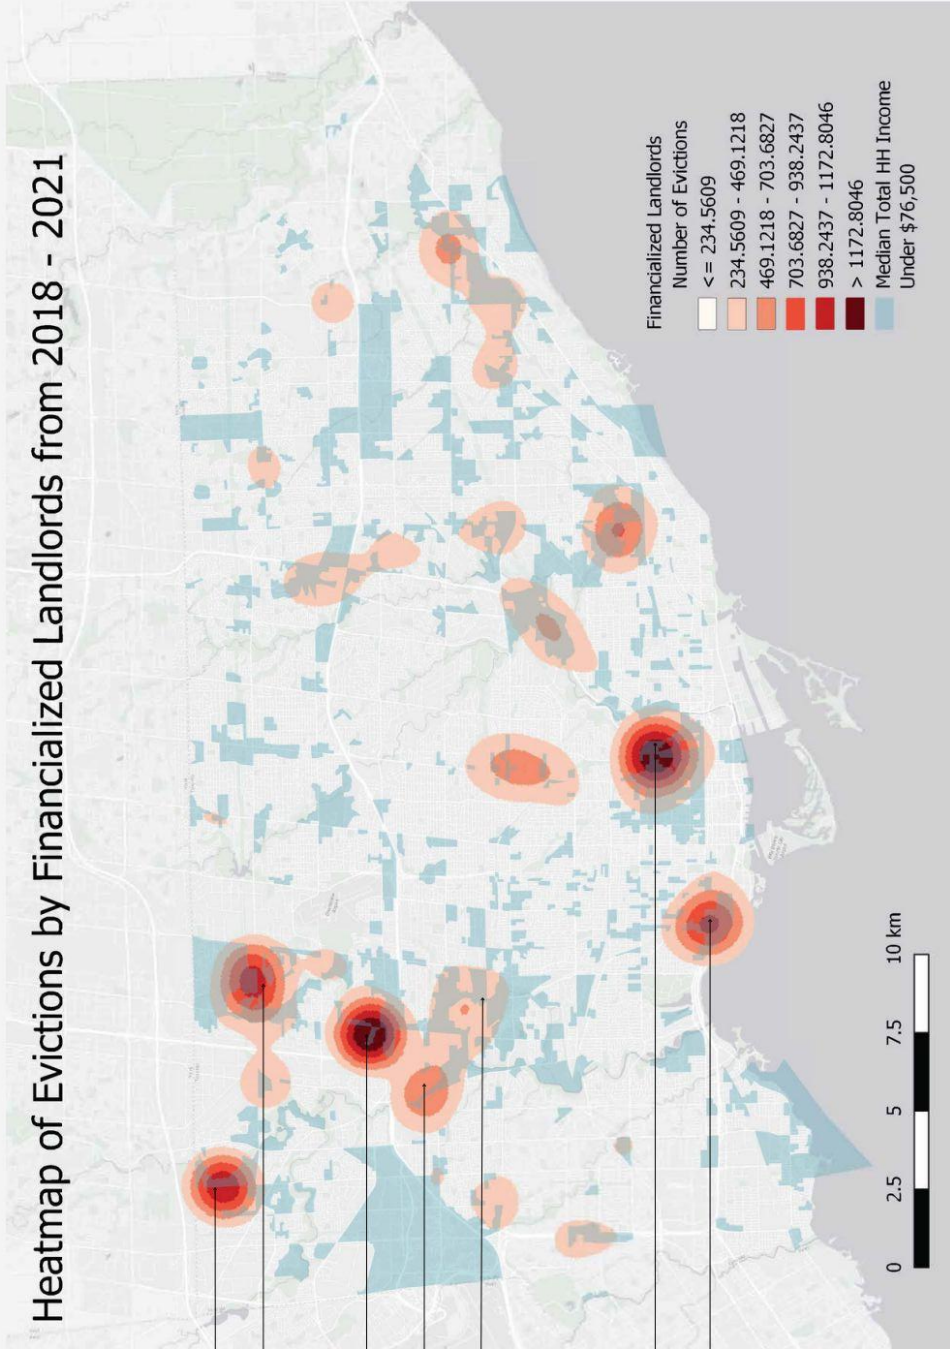 Heatmap of Evictions by Financialized Landlords from 2018 - 2021
Financialized Landlords
Number of Evictions
<= 234.5609
234.5609 - 469.1218
469.1218 - 703.6827
703.6827 - 938.2437
938.2437 - 1172.8046
> 1172.8046
Median Total HH Income
Under $76,500
0 2.5 5 7.5 10 km